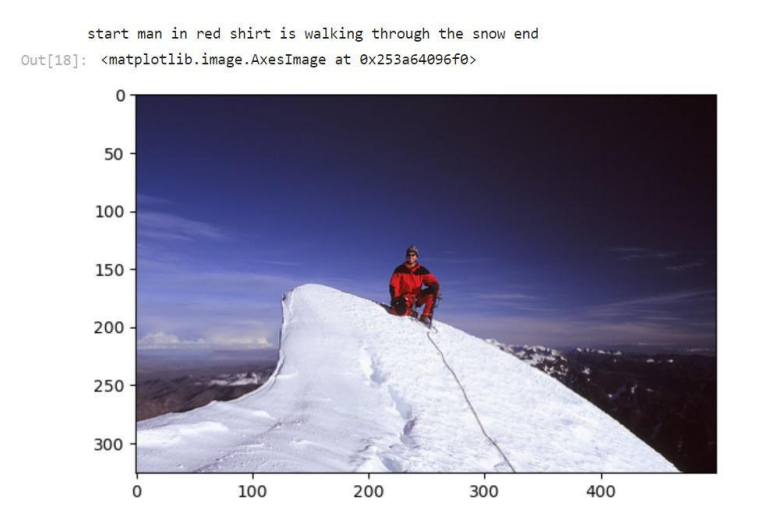 start man in red shirt is walking through the snow end
Out[18]: <matplotlib.image.AxesImage at 0x253a64096f0>
0
50
100
150
200
250
300
0 100 200 300 400